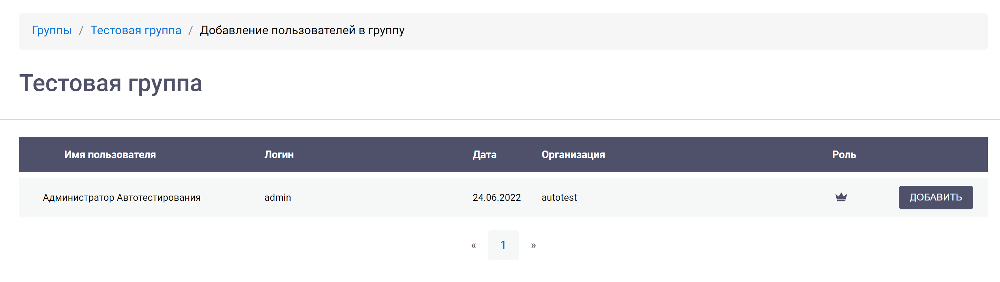 Группы / Тестовая группа / Добавление пользователей в группу
Тестовая группа
Имя пользователя Логин Дата Организация Роль
Администратор Автотестирования admin 24.06.2022 autotest ДОБАВИТЬ
« 1 »